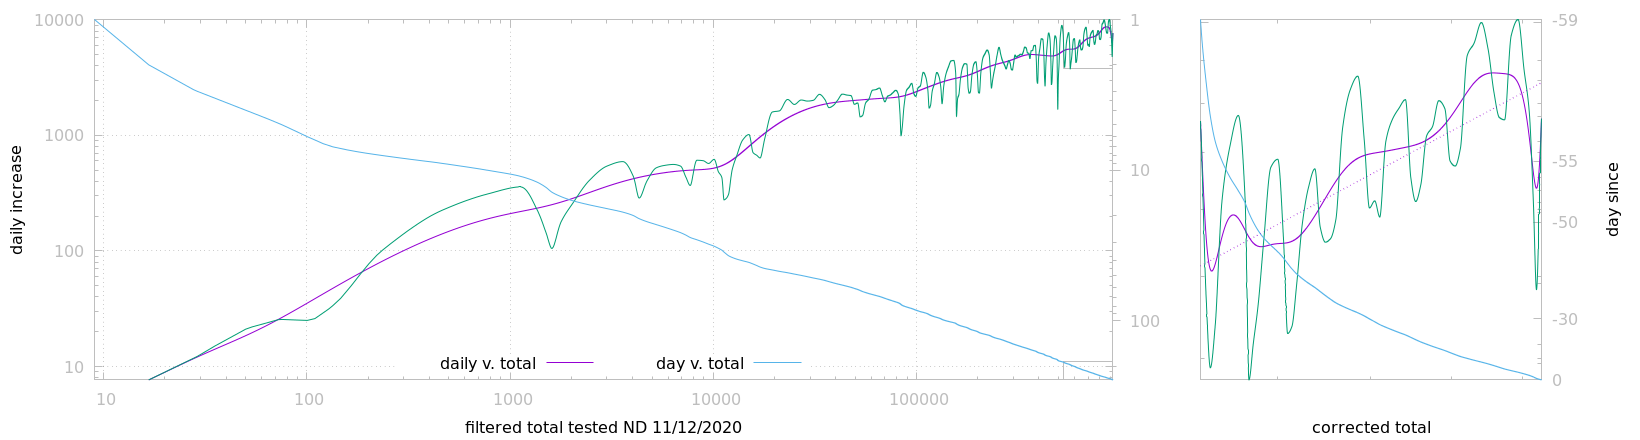 10000
1000
100
10
daily increase
10
100
1000
10000
100000
1
10
100
daily v. total
day v. total
filtered total tested ND 11/12/2020
-59
-55
-50
-30
0
day since
corrected total